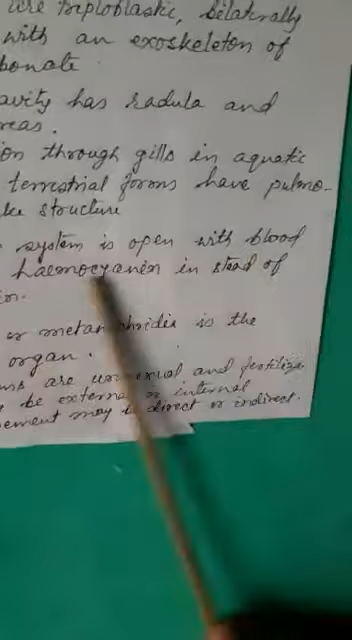 are triploblastic, bilaterally
with an exoskeleton of
bonate.
avity has radula and
reas.
on through gills in aquatic
terrestrial forms have pulmo-
structure
system is open with blood
haemocyanin in stead of
in.
or metanephridia is the
organ.
are unisexual and fertiliza
be external or internal
ement may be direct or indirect.